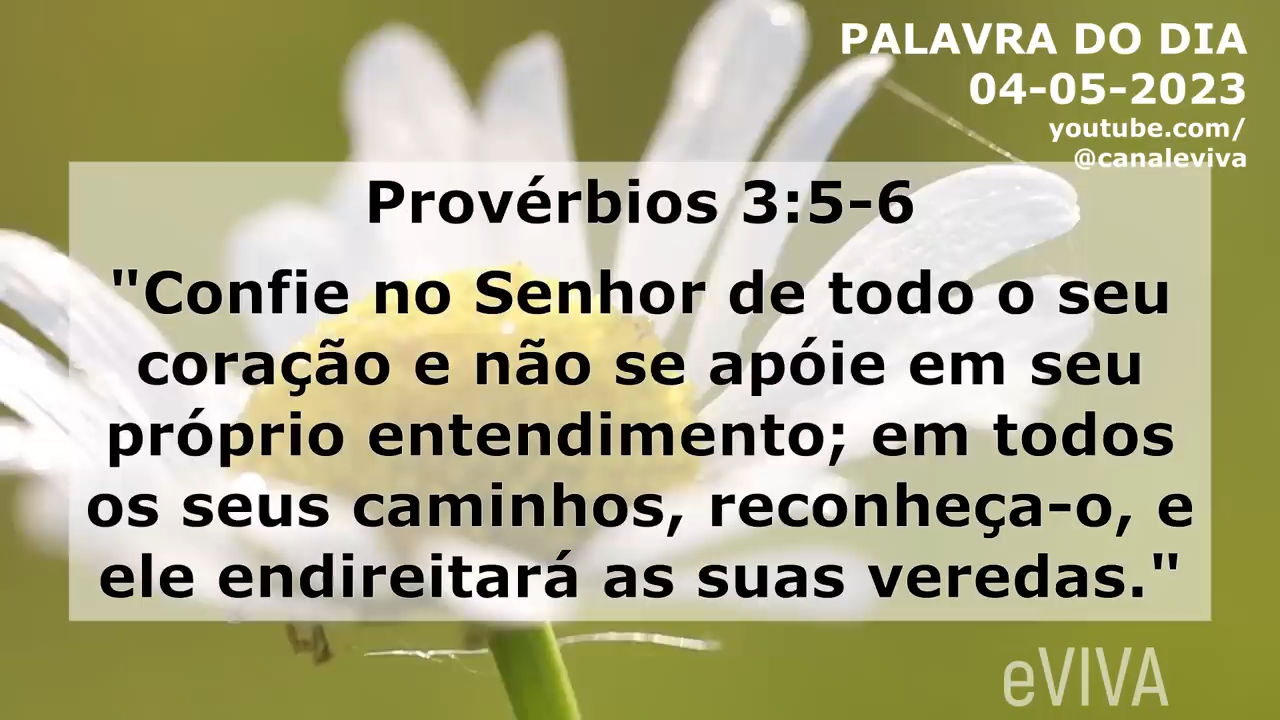 PALAVRA DO DIA
04-05-2023
youtube.com/
@canaleviva
Provérbios 3:5-6
"Confie no Senhor de todo o seu
coração e não se apóie em seu
próprio entendimento; em todos
os seus caminhos, reconheça-o, e
ele endireitará as suas veredas."
eVIVA